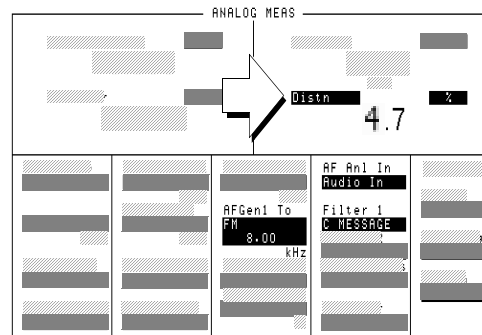 ANALOG MEAS
Distn %
4.7
AF Anl In
Audio In
AFGen1 To
FM
8.00
kHz
Filter 1
C MESSAGE